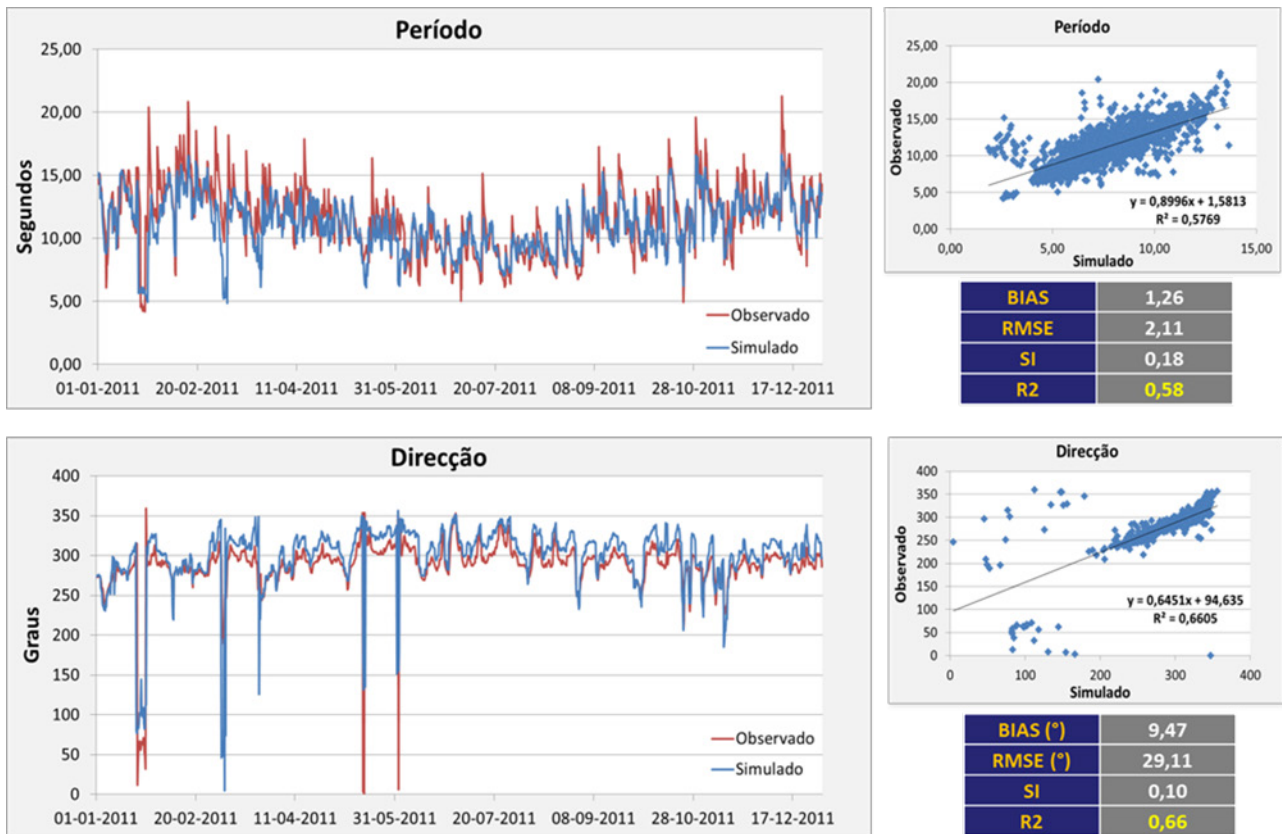 Período
Segundos
25,00
20,00
15,00
10,00
5,00
0,00
Observado
Simulado
01-01-2011 20-02-2011 11-04-2011 31-05-2011 20-07-2011 08-09-2011 28-10-2011 17-12-2011
Período
Observado
25,00
20,00
15,00
10,00
5,00
0,00
y = 0,8996x + 1,5813
R² = 0,5769
0,00 5,00 10,00 15,00
Simulado
BIAS 1,26
RMSE 2,11
SI 0,18
R2 0,58
Direcção
Graus
400
350
300
250
200
150
100
50
0
Observado
Simulado
01-01-2011 20-02-2011 11-04-2011 31-05-2011 20-07-2011 08-09-2011 28-10-2011 17-12-2011
Direcção
Observado
400
350
300
250
200
150
100
50
0
y = 0,6451x + 94,635
R² = 0,6605
0 100 200 300 400
Simulado
BIAS (°) 9,47
RMSE (°) 29,11
SI 0,10
R2 0,66